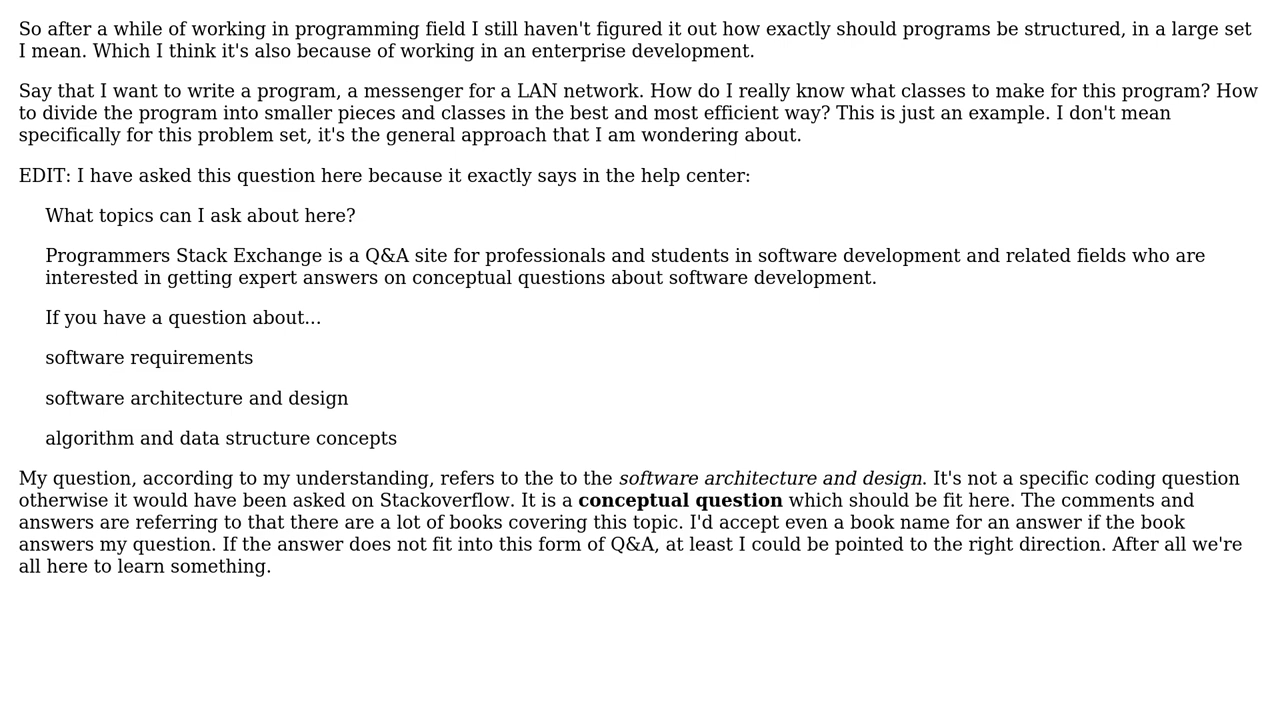 So after a while of working in programming field I still haven't figured it out how exactly should programs be structured, in a large set
I mean. Which I think it's also because of working in an enterprise development.
Say that I want to write a program, a messenger for a LAN network. How do I really know what classes to make for this program? How
to divide the program into smaller pieces and classes in the best and most efficient way? This is just an example. I don't mean
specifically for this problem set, it's the general approach that I am wondering about.
EDIT: I have asked this question here because it exactly says in the help center:
What topics can I ask about here?
Programmers Stack Exchange is a Q&A site for professionals and students in software development and related fields who are
interested in getting expert answers on conceptual questions about software development.
If you have a question about...
software requirements
software architecture and design
algorithm and data structure concepts
My question, according to my understanding, refers to the to the software architecture and design. It's not a specific coding question
otherwise it would have been asked on Stackoverflow. It is a conceptual question which should be fit here. The comments and
answers are referring to that there are a lot of books covering this topic. I'd accept even a book name for an answer if the book
answers my question. If the answer does not fit into this form of Q&A, at least I could be pointed to the right direction. After all we're
all here to learn something.